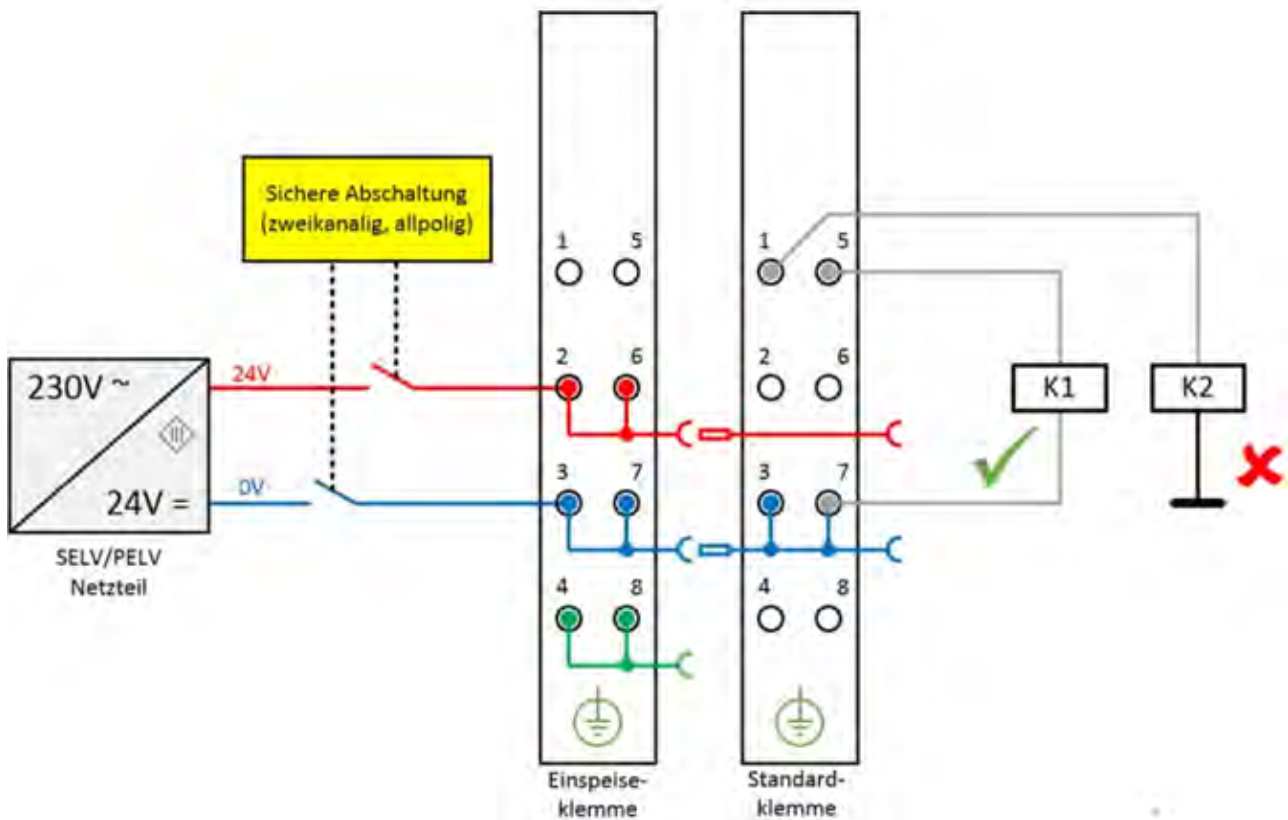 Sichere Abschaltung
(zweikanalig, allpolig)
1 5
1 5
2 6
2 6
230V ~
24V
K1
K2
III
24V =
0V
3 7
3 7
SELV/PELV
Netzteil
4 8
4 8
Einspeise-
klemme
Standard-
klemme